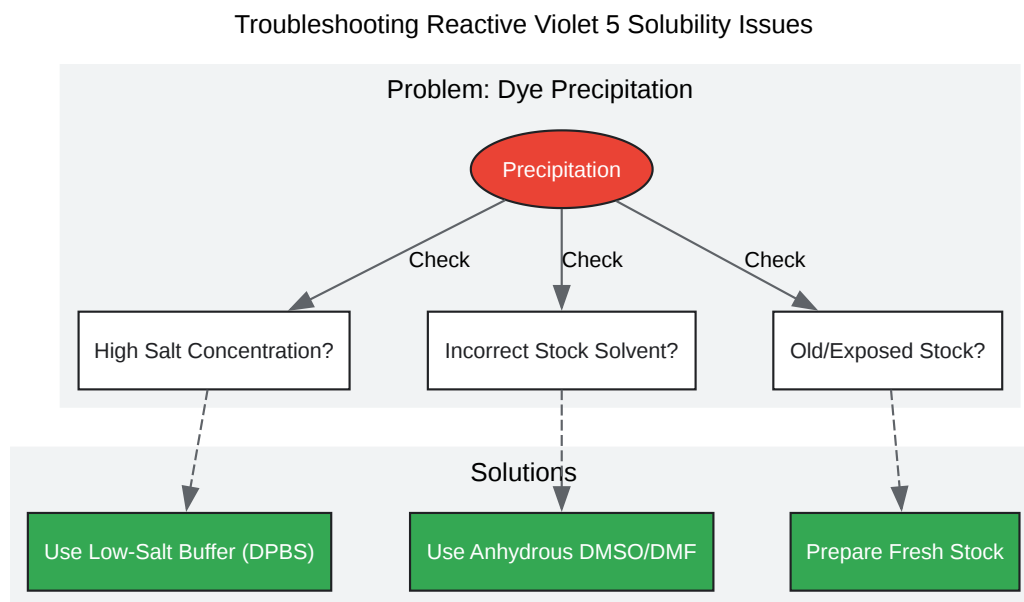 Troubleshooting Reactive Violet 5 Solubility Issues
Problem: Dye Precipitation
Precipitation
Check
Check
Check
High Salt Concentration?
Incorrect Stock Solvent?
Old/Exposed Stock?
Solutions
Use Low-Salt Buffer (DPBS)
Use Anhydrous DMSO/DMF
Prepare Fresh Stock